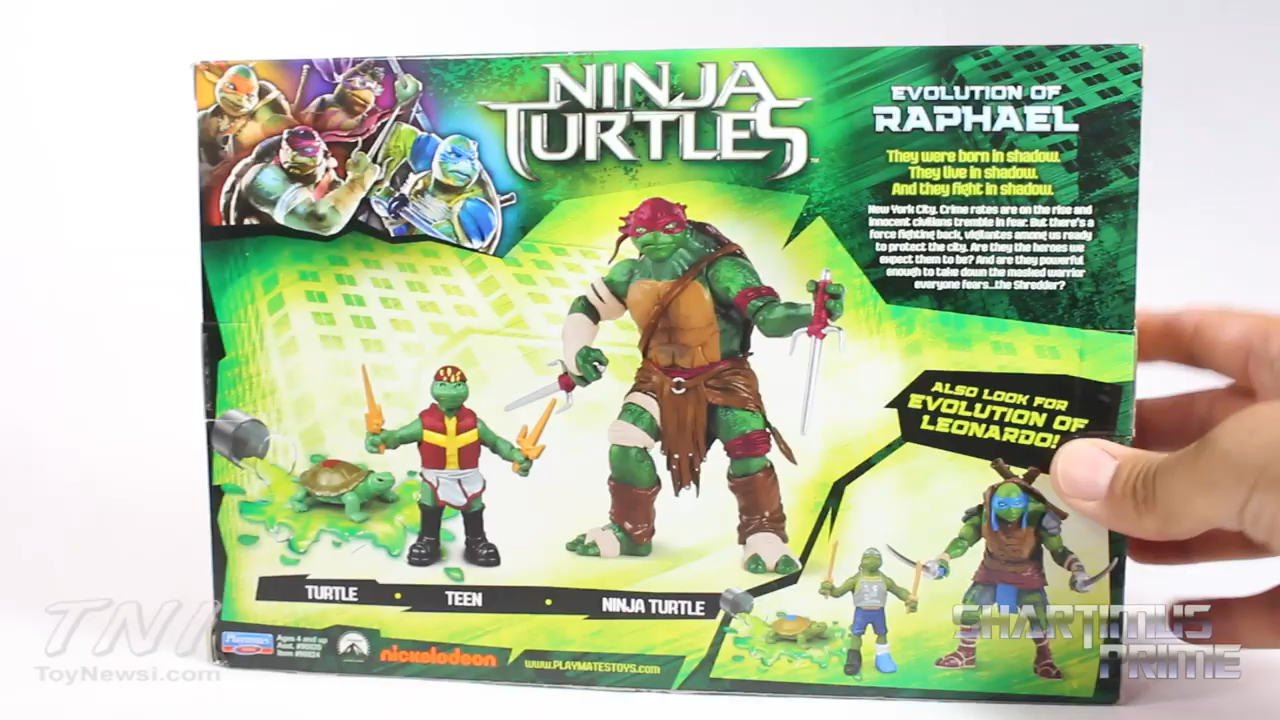 NINJA
TURTLES
TM
EVOLUTION OF
RAPHAEL
They were born in shadow.
They live in shadow.
And they fight in shadow.
New York City. Crime rates are on the rise and
innocent civilians tremble in fear. But there's a
force fighting back, vigilantes among us ready
to protect the city. Are they the heroes we
expect them to be? And are they powerful
enough to take down the masked warrior
everyone fears...the Shredder?
ALSO LOOK FOR
EVOLUTION OF
LEONARDO!
TURTLE • TEEN • NINJA TURTLE
Playmates
Ages 4 and up
nickelodeon
www.PLAYMATESTOYS.com
TNI
ToyNewsi.com
SHARTIMUS
PRIME